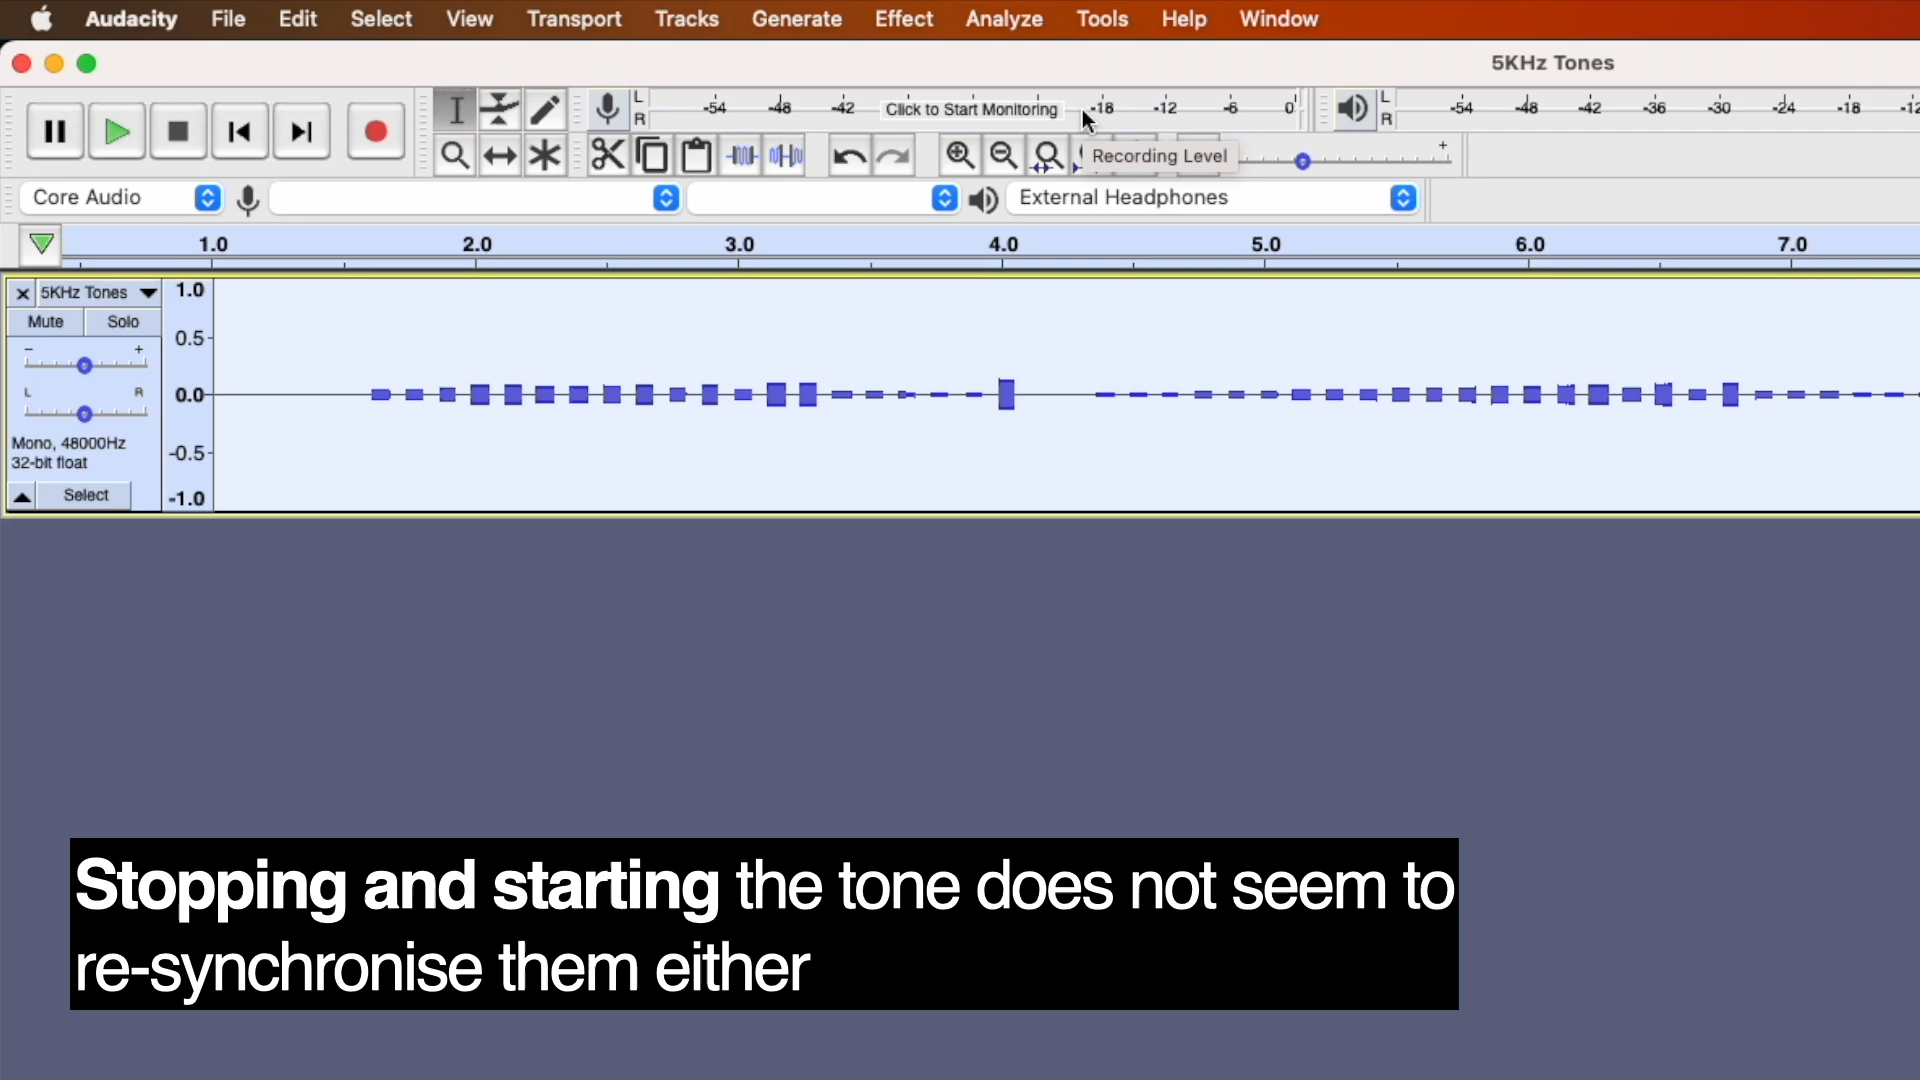 Audacity File Edit Select View Transport Tracks Generate Effect Analyze Tools Help Window
5KHz Tones
L
R
-54 -48 -42 Click to Start Monitoring -18 -12 -6 0
L
R
-54 -48 -42 -36 -30 -24 -18 -12
Recording Level
+
Core Audio
External Headphones
1.0 2.0 3.0 4.0 5.0 6.0 7.0
5KHz Tones
Mute Solo
- +
L R
Mono, 48000Hz
32-bit float
Select
1.0
0.5
0.0
-0.5
-1.0
Stopping and starting the tone does not seem to
re-synchronise them either